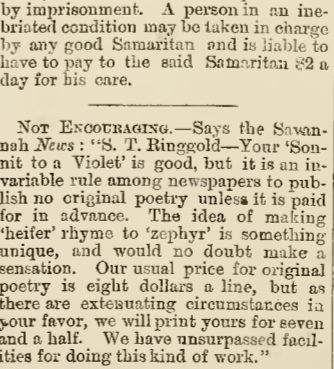 by imprisonment. A person in an ine-
briated condition may be taken in charge
by any good Samaritan and is liable to
have to pay to the said Samaritan $2 a
day for his care.
NOT ENCOURAGING.—Says the Savan-
nah News: "S. T. Ringgold—Your 'Son-
nit to a Violet' is good, but it is an in-
variable rule among newspapers to pub-
lish no original poetry unless it is paid
for in advance. The idea of making
'heifer' rhyme to 'zephyr' is something
unique, and would no doubt make a
sensation. Our usual price for original
poetry is eight dollars a line, but as
there are extenuating circumstances in
your favor, we will print yours for seven
and a half. We have unsurpassed facil-
ities for doing this kind of work."